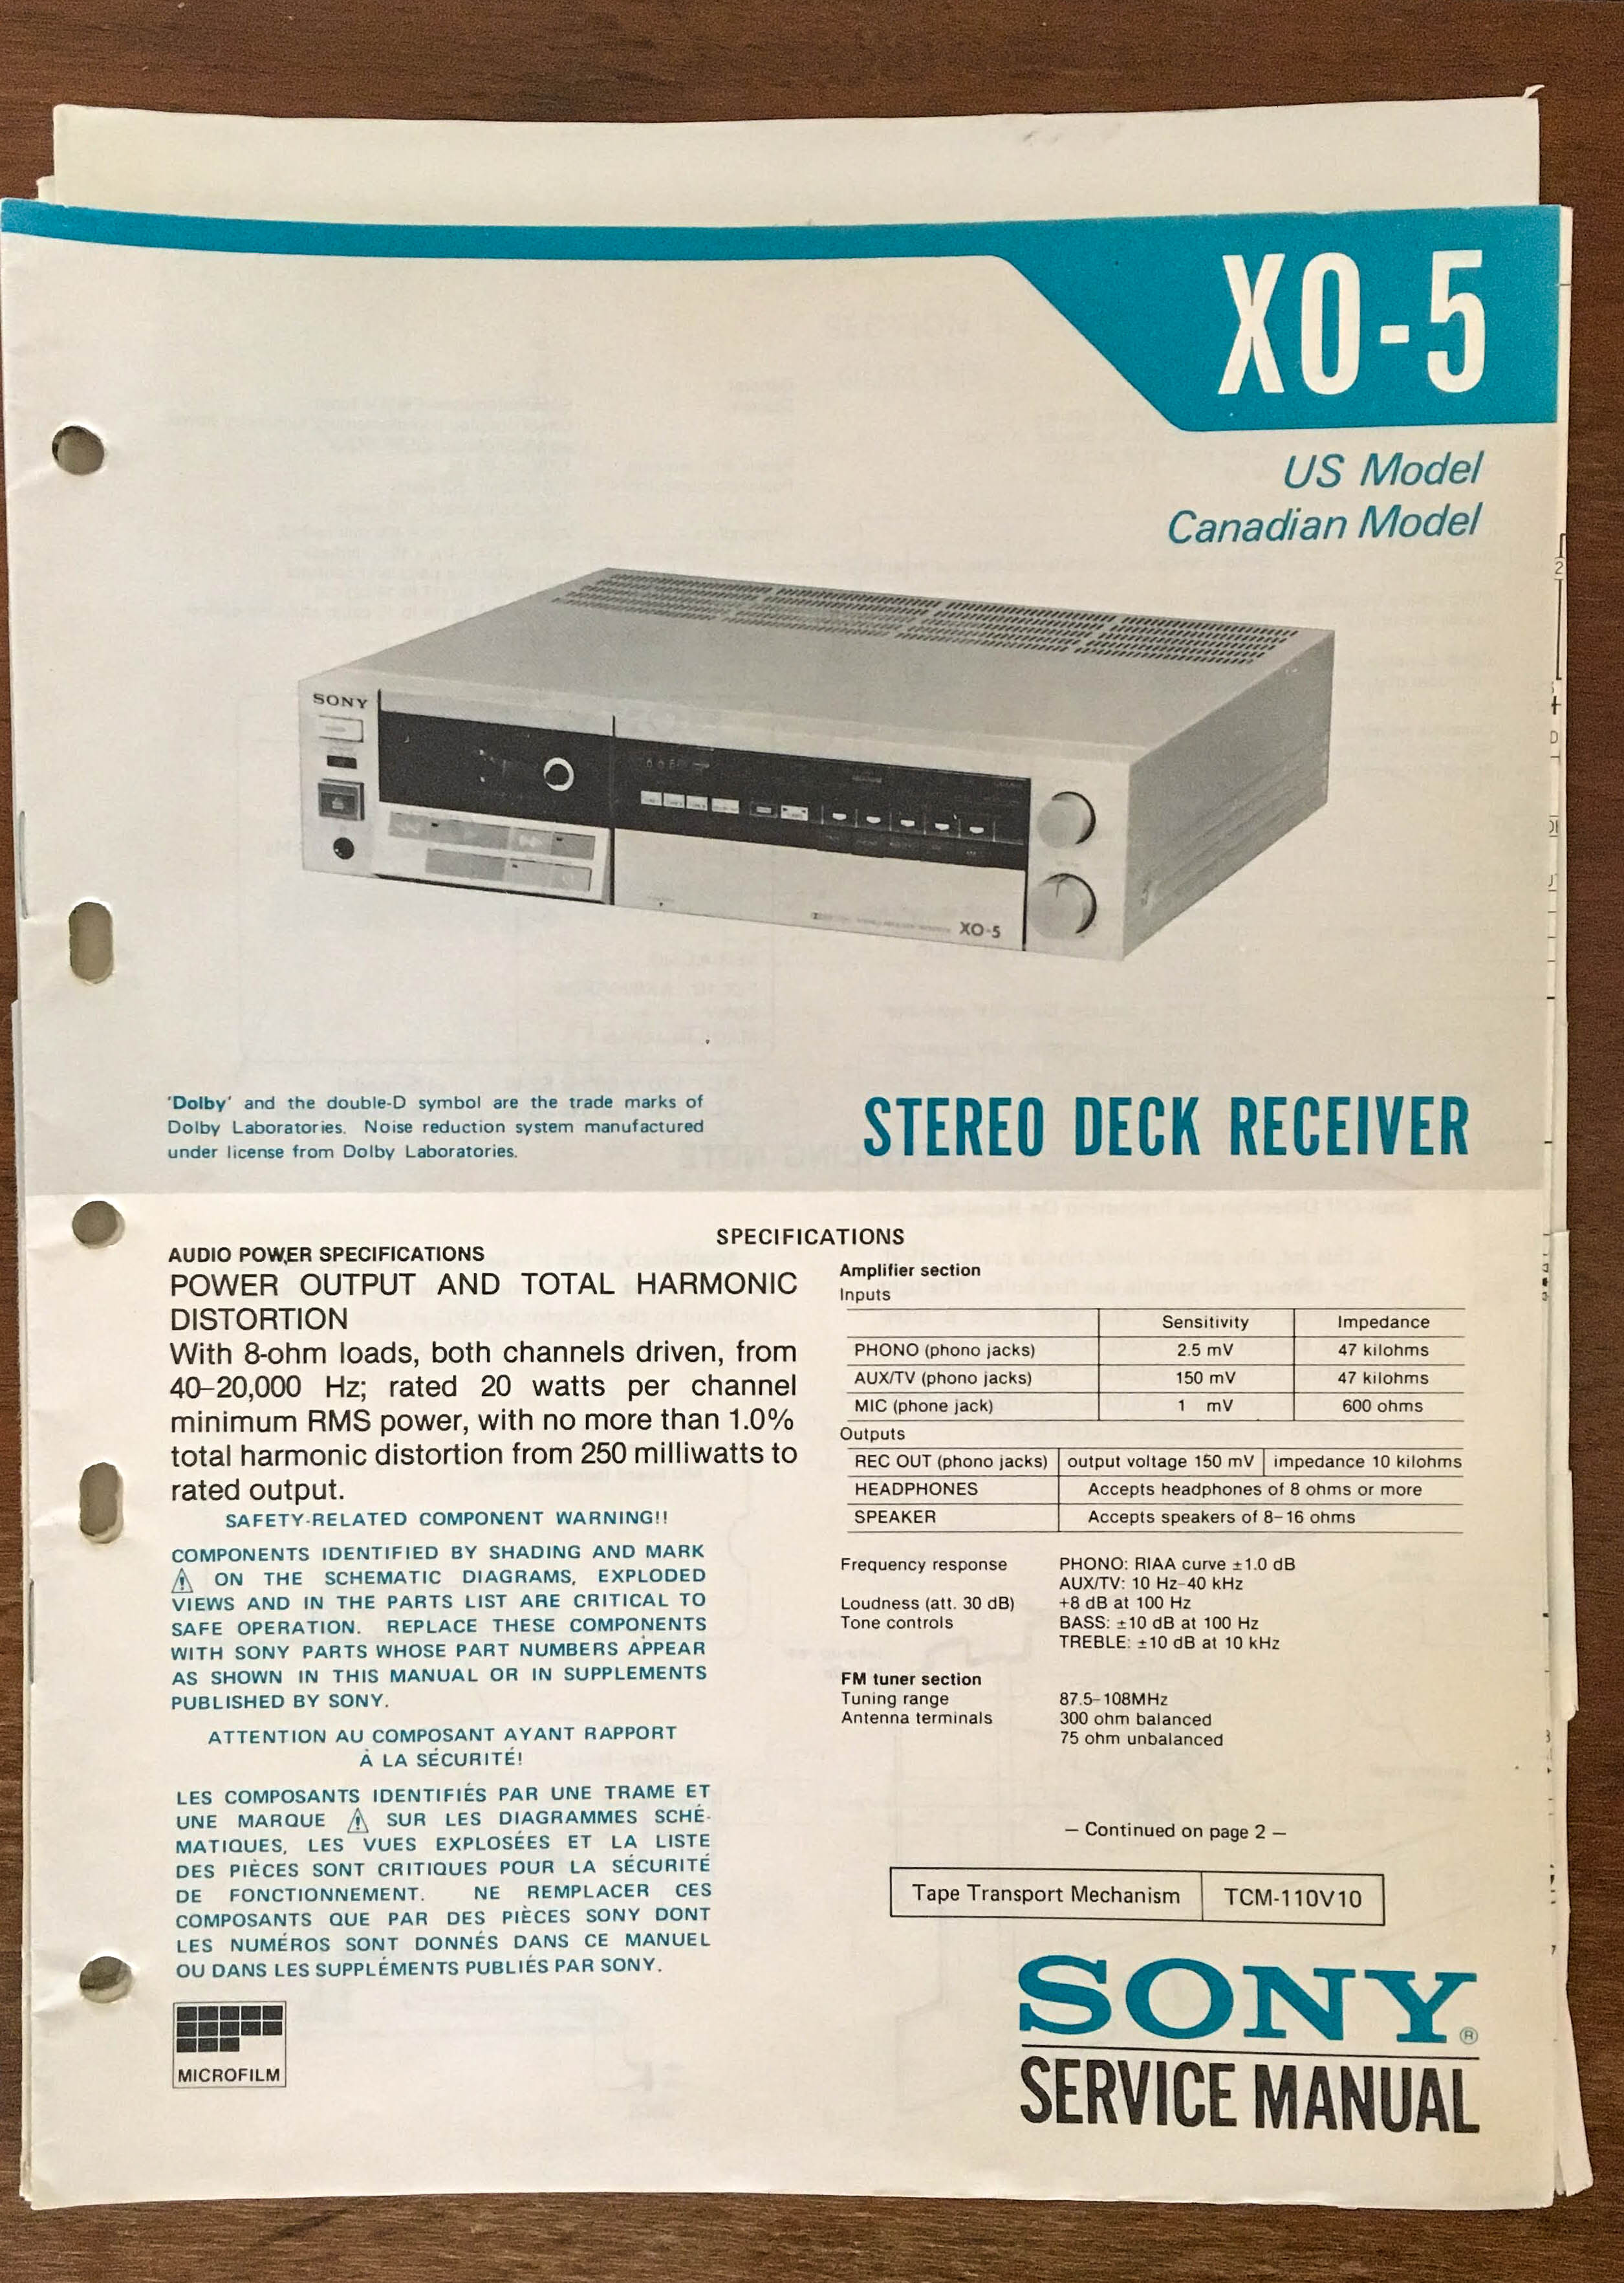 XO-5
US Model
Canadian Model
SONY
XO-5
'Dolby' and the double-D symbol are the trade marks of
Dolby Laboratories. Noise reduction system manufactured
under license from Dolby Laboratories.
STEREO DECK RECEIVER
SPECIFICATIONS
AUDIO POWER SPECIFICATIONS
POWER OUTPUT AND TOTAL HARMONIC
DISTORTION
With 8-ohm loads, both channels driven, from
40–20,000 Hz; rated 20 watts per channel
minimum RMS power, with no more than 1.0%
total harmonic distortion from 250 milliwatts to
rated output.
SAFETY-RELATED COMPONENT WARNING!!
COMPONENTS IDENTIFIED BY SHADING AND MARK
⚠ ON THE SCHEMATIC DIAGRAMS, EXPLODED
VIEWS AND IN THE PARTS LIST ARE CRITICAL TO
SAFE OPERATION. REPLACE THESE COMPONENTS
WITH SONY PARTS WHOSE PART NUMBERS APPEAR
AS SHOWN IN THIS MANUAL OR IN SUPPLEMENTS
PUBLISHED BY SONY.
ATTENTION AU COMPOSANT AYANT RAPPORT
À LA SÉCURITÉ!
LES COMPOSANTS IDENTIFIÉS PAR UNE TRAME ET
UNE MARQUE ⚠ SUR LES DIAGRAMMES SCHÉ-
MATIQUES, LES VUES EXPLOSÉES ET LA LISTE
DES PIÈCES SONT CRITIQUES POUR LA SÉCURITÉ
DE FONCTIONNEMENT. NE REMPLACER CES
COMPOSANTS QUE PAR DES PIÈCES SONY DONT
LES NUMÉROS SONT DONNÉS DANS CE MANUEL
OU DANS LES SUPPLÉMENTS PUBLIÉS PAR SONY.
MICROFILM
Amplifier section
Inputs
Sensitivity Impedance
PHONO (phono jacks) 2.5 mV 47 kilohms
AUX/TV (phono jacks) 150 mV 47 kilohms
MIC (phone jack) 1 mV 600 ohms
Outputs
REC OUT (phono jacks) output voltage 150 mV impedance 10 kilohms
HEADPHONES Accepts headphones of 8 ohms or more
SPEAKER Accepts speakers of 8–16 ohms
Frequency response PHONO: RIAA curve ±1.0 dB
AUX/TV: 10 Hz–40 kHz
Loudness (att. 30 dB) +8 dB at 100 Hz
Tone controls BASS: ±10 dB at 100 Hz
TREBLE: ±10 dB at 10 kHz
FM tuner section
Tuning range 87.5–108MHz
Antenna terminals 300 ohm balanced
75 ohm unbalanced
— Continued on page 2 —
Tape Transport Mechanism TCM-110V10
SONY®
SERVICE MANUAL